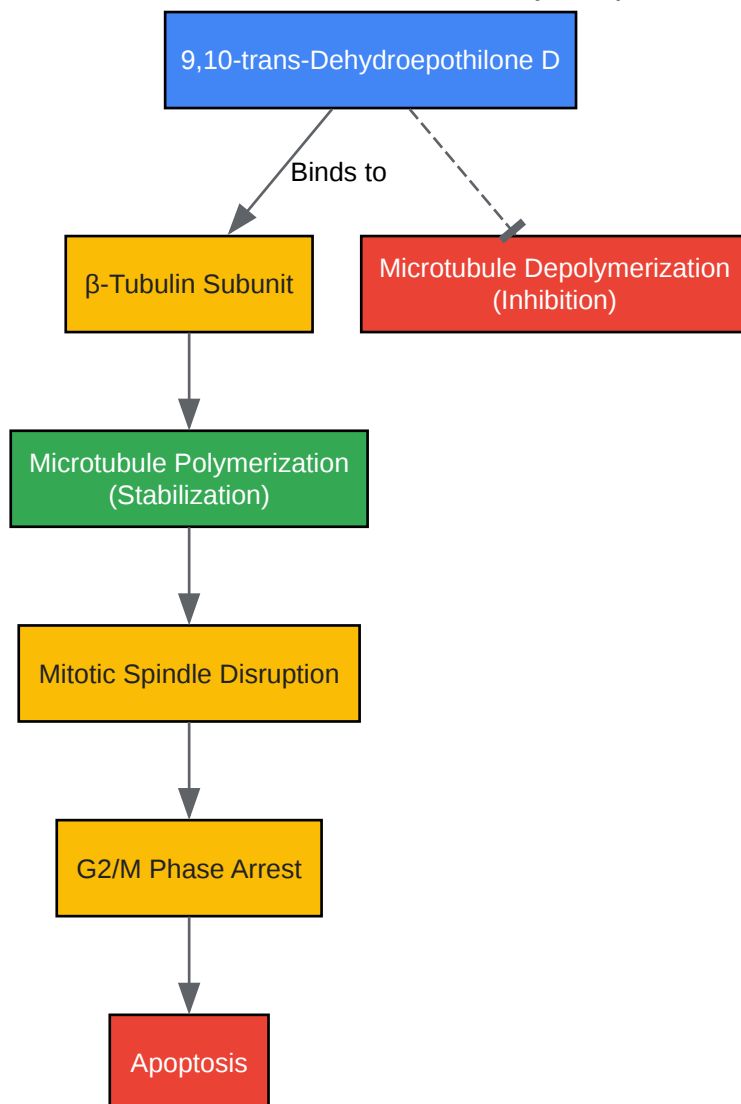 9,10-trans-Dehydroepothilone D
Binds to
β-Tubulin Subunit
Microtubule Depolymerization
(Inhibition)
Microtubule Polymerization
(Stabilization)
Mitotic Spindle Disruption
G2/M Phase Arrest
Apoptosis